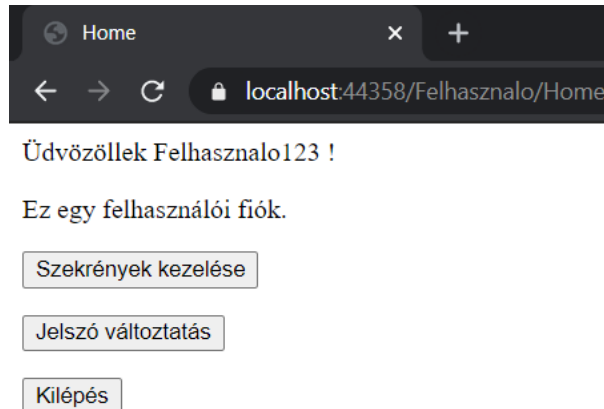 Home
localhost:44358/Felhasznalo/Home
Üdvözöllek Felhasznalo123 !
Ez egy felhasználói fiók.
Szekrények kezelése
Jelszó változtatás
Kilépés